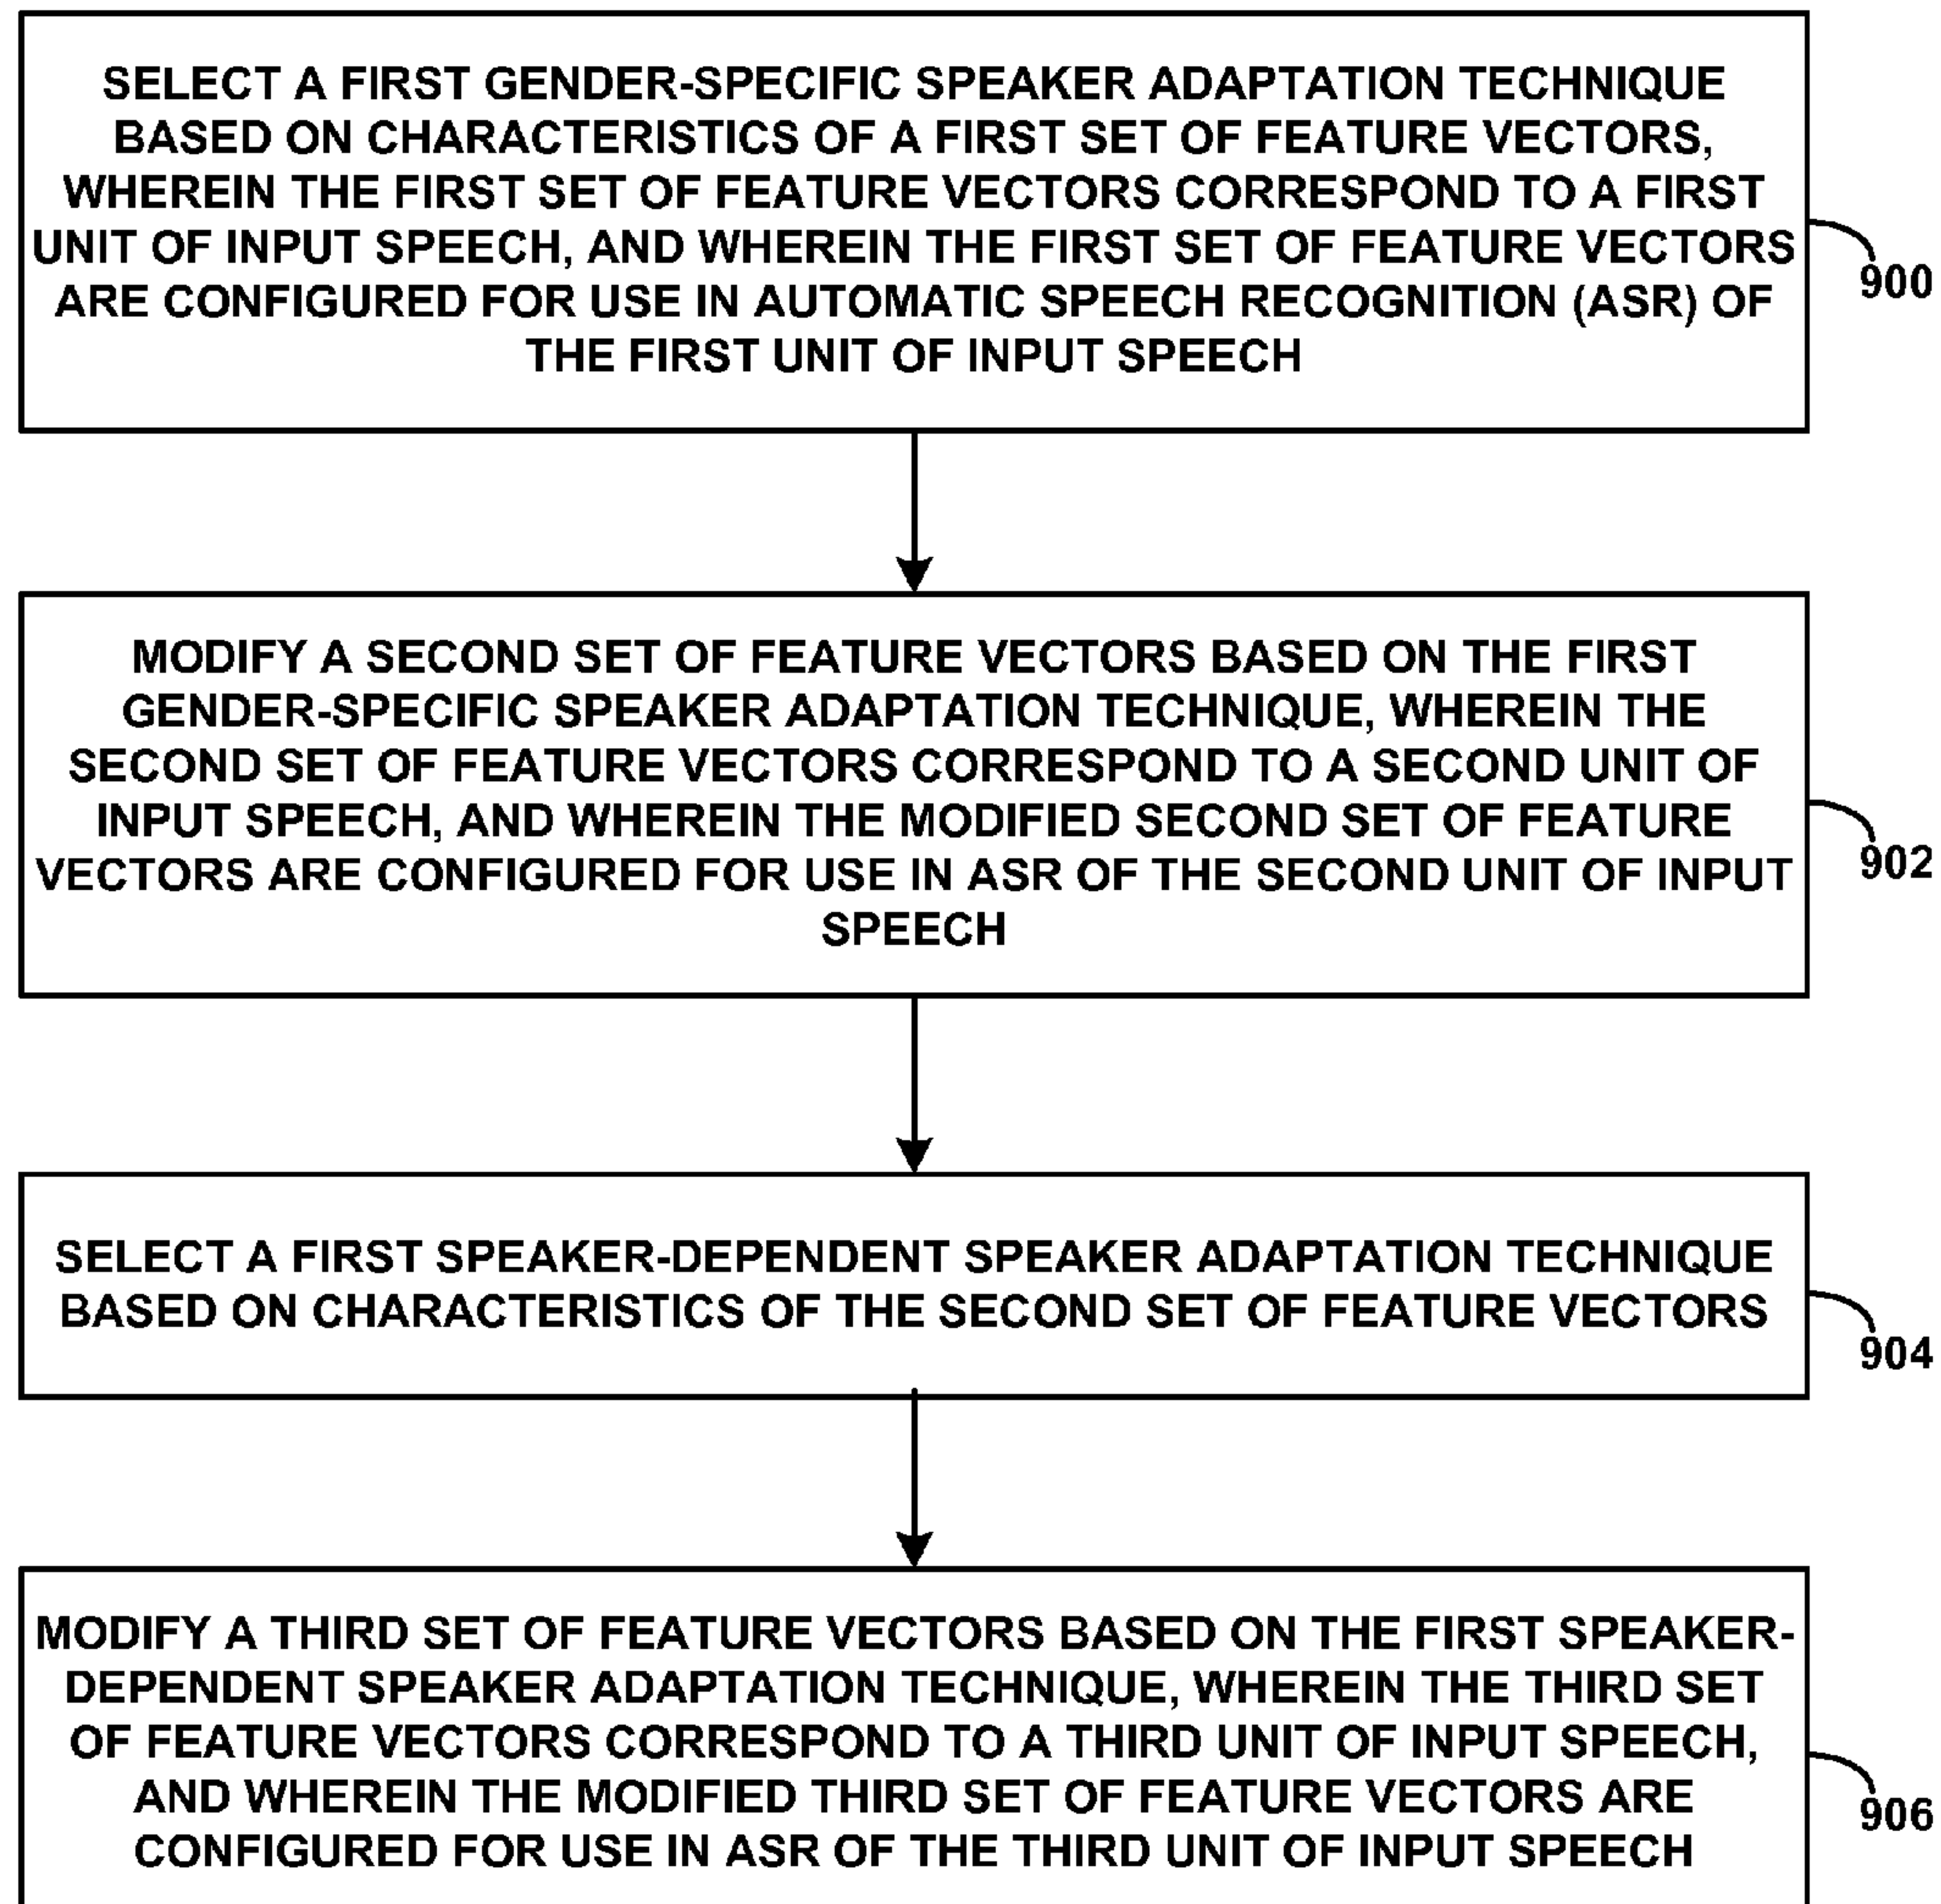 SELECT A FIRST GENDER-SPECIFIC SPEAKER ADAPTATION TECHNIQUE
BASED ON CHARACTERISTICS OF A FIRST SET OF FEATURE VECTORS,
WHEREIN THE FIRST SET OF FEATURE VECTORS CORRESPOND TO A FIRST
UNIT OF INPUT SPEECH, AND WHEREIN THE FIRST SET OF FEATURE VECTORS
ARE CONFIGURED FOR USE IN AUTOMATIC SPEECH RECOGNITION (ASR) OF
THE FIRST UNIT OF INPUT SPEECH
900
MODIFY A SECOND SET OF FEATURE VECTORS BASED ON THE FIRST
GENDER-SPECIFIC SPEAKER ADAPTATION TECHNIQUE, WHEREIN THE
SECOND SET OF FEATURE VECTORS CORRESPOND TO A SECOND UNIT OF
INPUT SPEECH, AND WHEREIN THE MODIFIED SECOND SET OF FEATURE
VECTORS ARE CONFIGURED FOR USE IN ASR OF THE SECOND UNIT OF INPUT
SPEECH
902
SELECT A FIRST SPEAKER-DEPENDENT SPEAKER ADAPTATION TECHNIQUE
BASED ON CHARACTERISTICS OF THE SECOND SET OF FEATURE VECTORS
904
MODIFY A THIRD SET OF FEATURE VECTORS BASED ON THE FIRST SPEAKER-
DEPENDENT SPEAKER ADAPTATION TECHNIQUE, WHEREIN THE THIRD SET
OF FEATURE VECTORS CORRESPOND TO A THIRD UNIT OF INPUT SPEECH,
AND WHEREIN THE MODIFIED THIRD SET OF FEATURE VECTORS ARE
CONFIGURED FOR USE IN ASR OF THE THIRD UNIT OF INPUT SPEECH
906